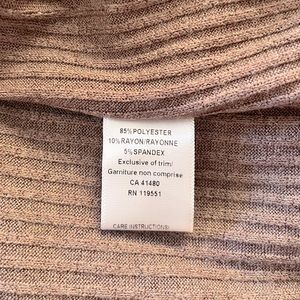 85%POLYESTER
10%RAYON/RAYONNE
5%SPANDEX
Exclusive of trim/
Garniture non comprise
CA 41480
RN 119551
CARE INSTRUCTIONS/